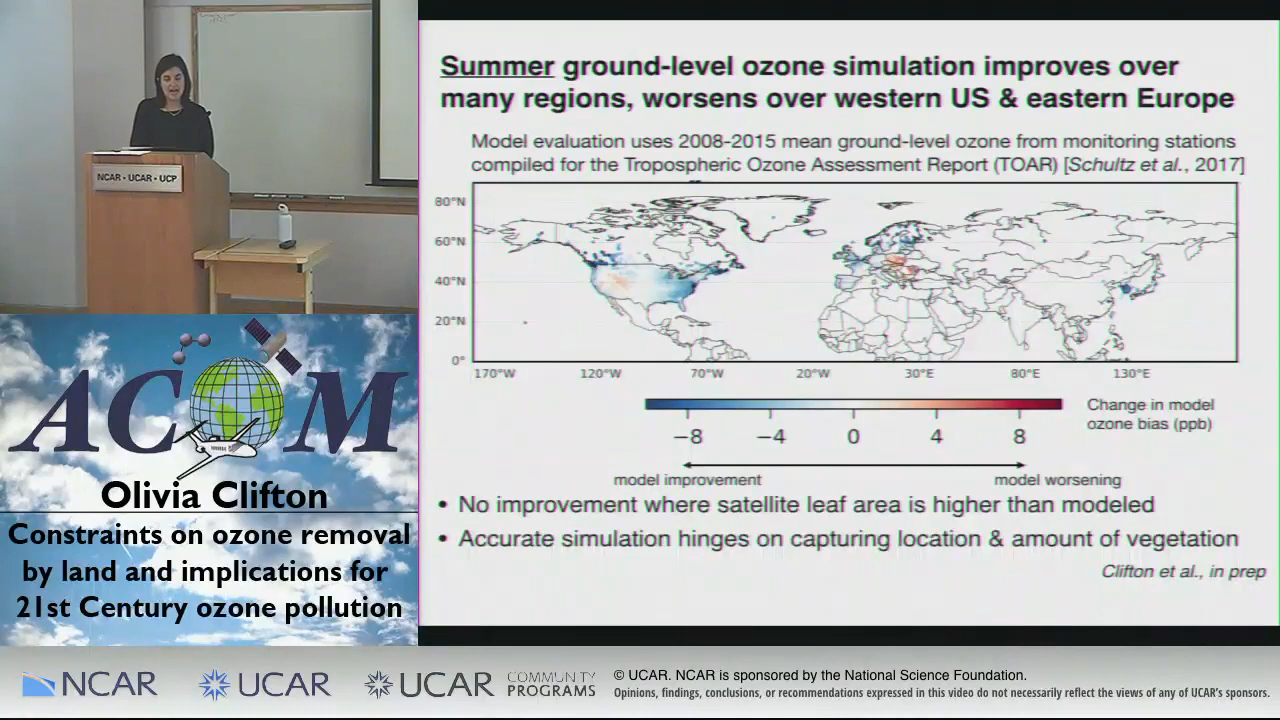 NCAR • UCAR • UCP
ACOM
Olivia Clifton
Constraints on ozone removal
by land and implications for
21st Century ozone pollution
Summer ground-level ozone simulation improves over
many regions, worsens over western US & eastern Europe
Model evaluation uses 2008-2015 mean ground-level ozone from monitoring stations
compiled for the Tropospheric Ozone Assessment Report (TOAR) [Schultz et al., 2017]
80°N
60°N
40°N
20°N
0°
170°W 120°W 70°W 20°W 30°E 80°E 130°E
−8 −4 0 4 8
Change in model
ozone bias (ppb)
model improvement model worsening
• No improvement where satellite leaf area is higher than modeled
• Accurate simulation hinges on capturing location & amount of vegetation
Clifton et al., in prep
NCAR UCAR UCAR COMMUNITY
PROGRAMS
© UCAR. NCAR is sponsored by the National Science Foundation.
Opinions, findings, conclusions, or recommendations expressed in this video do not necessarily reflect the views of any of UCAR's sponsors.